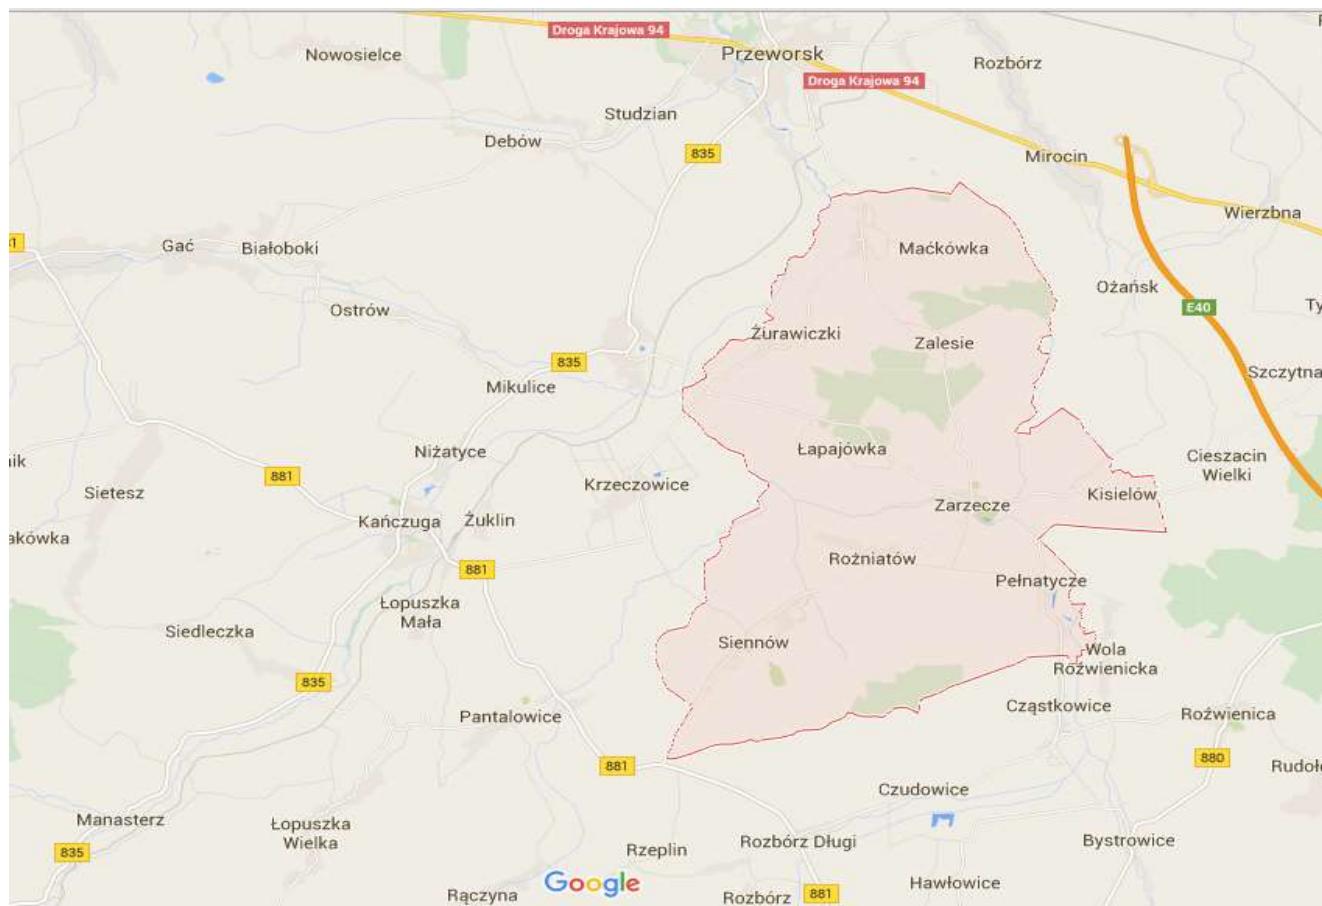 Droga Krajowa 94
Nowosielce
Przeworsk
Rozbórz
Droga Krajowa 94
Studzian
Debów
835
Mirocin
Wierzbna
Gać
Białoboki
Maćkówka
Ożańsk
Ostrów
E40
Ty
Żurawiczki
Zalesie
835
Szczytna
Mikulice
Niżatyce
Łapajówka
Cieszacin
Wielki
nik
881
Sietesz
Krzeczowice
Kisielów
Zarzecze
Kańczuga
Żuklin
akówka
Rożniatów
881
Pełnatycze
Łopuszka
Mała
Siedleczka
Siennów
Wola
Roźwienicka
835
Cząstkowice
Pantalowice
Roźwienica
880
881
Rudoło
Czudowice
Manasterz
Łopuszka
Wielka
Rozbórz Długi
Bystrowice
835
Rzeplin
Google
Hawłowice
Rączyna
Rozbórz
881